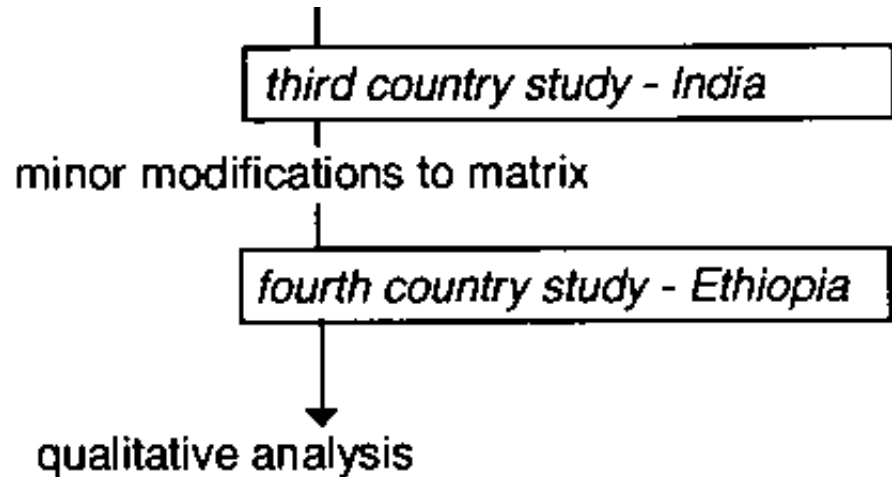 third country study - India
minor modifications to matrix
fourth country study - Ethiopia
qualitative analysis